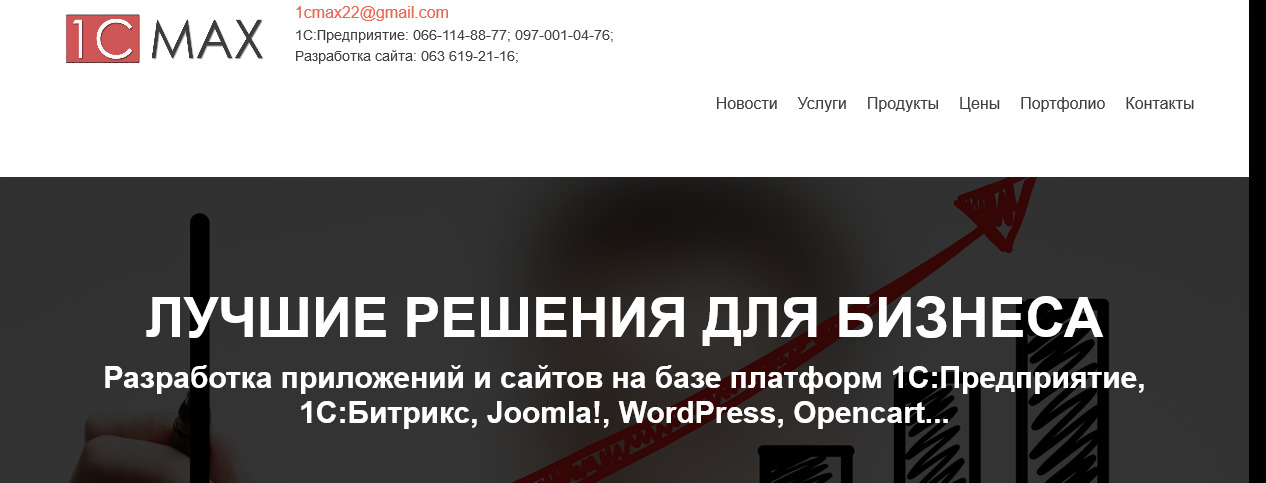 1C MAX
1cmax22@gmail.com
1С:Предприятие: 066-114-88-77; 097-001-04-76;
Разработка сайта: 063 619-21-16;
Новости Услуги Продукты Цены Портфолио Контакты
ЛУЧШИЕ РЕШЕНИЯ ДЛЯ БИЗНЕСА
Разработка приложений и сайтов на базе платформ 1С:Предприятие,
1С:Битрикс, Joomla!, WordPress, Opencart...